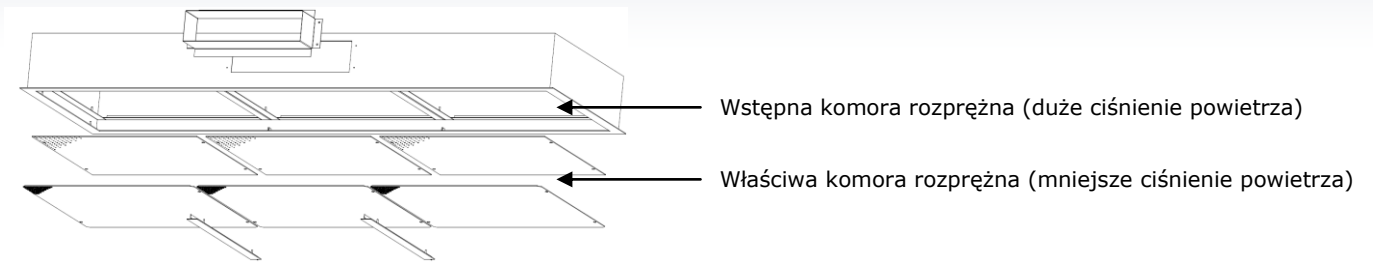 Wstępna komora rozprężna (duże ciśnienie powietrza)
Właściwa komora rozprężna (mniejsze ciśnienie powietrza)